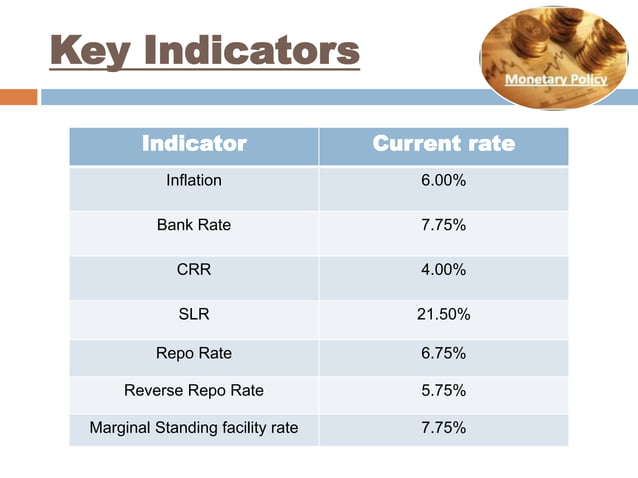 Key Indicators
Monetary Policy
Indicator Current rate
Inflation 6.00%
Bank Rate 7.75%
CRR 4.00%
SLR 21.50%
Repo Rate 6.75%
Reverse Repo Rate 5.75%
Marginal Standing facility rate 7.75%